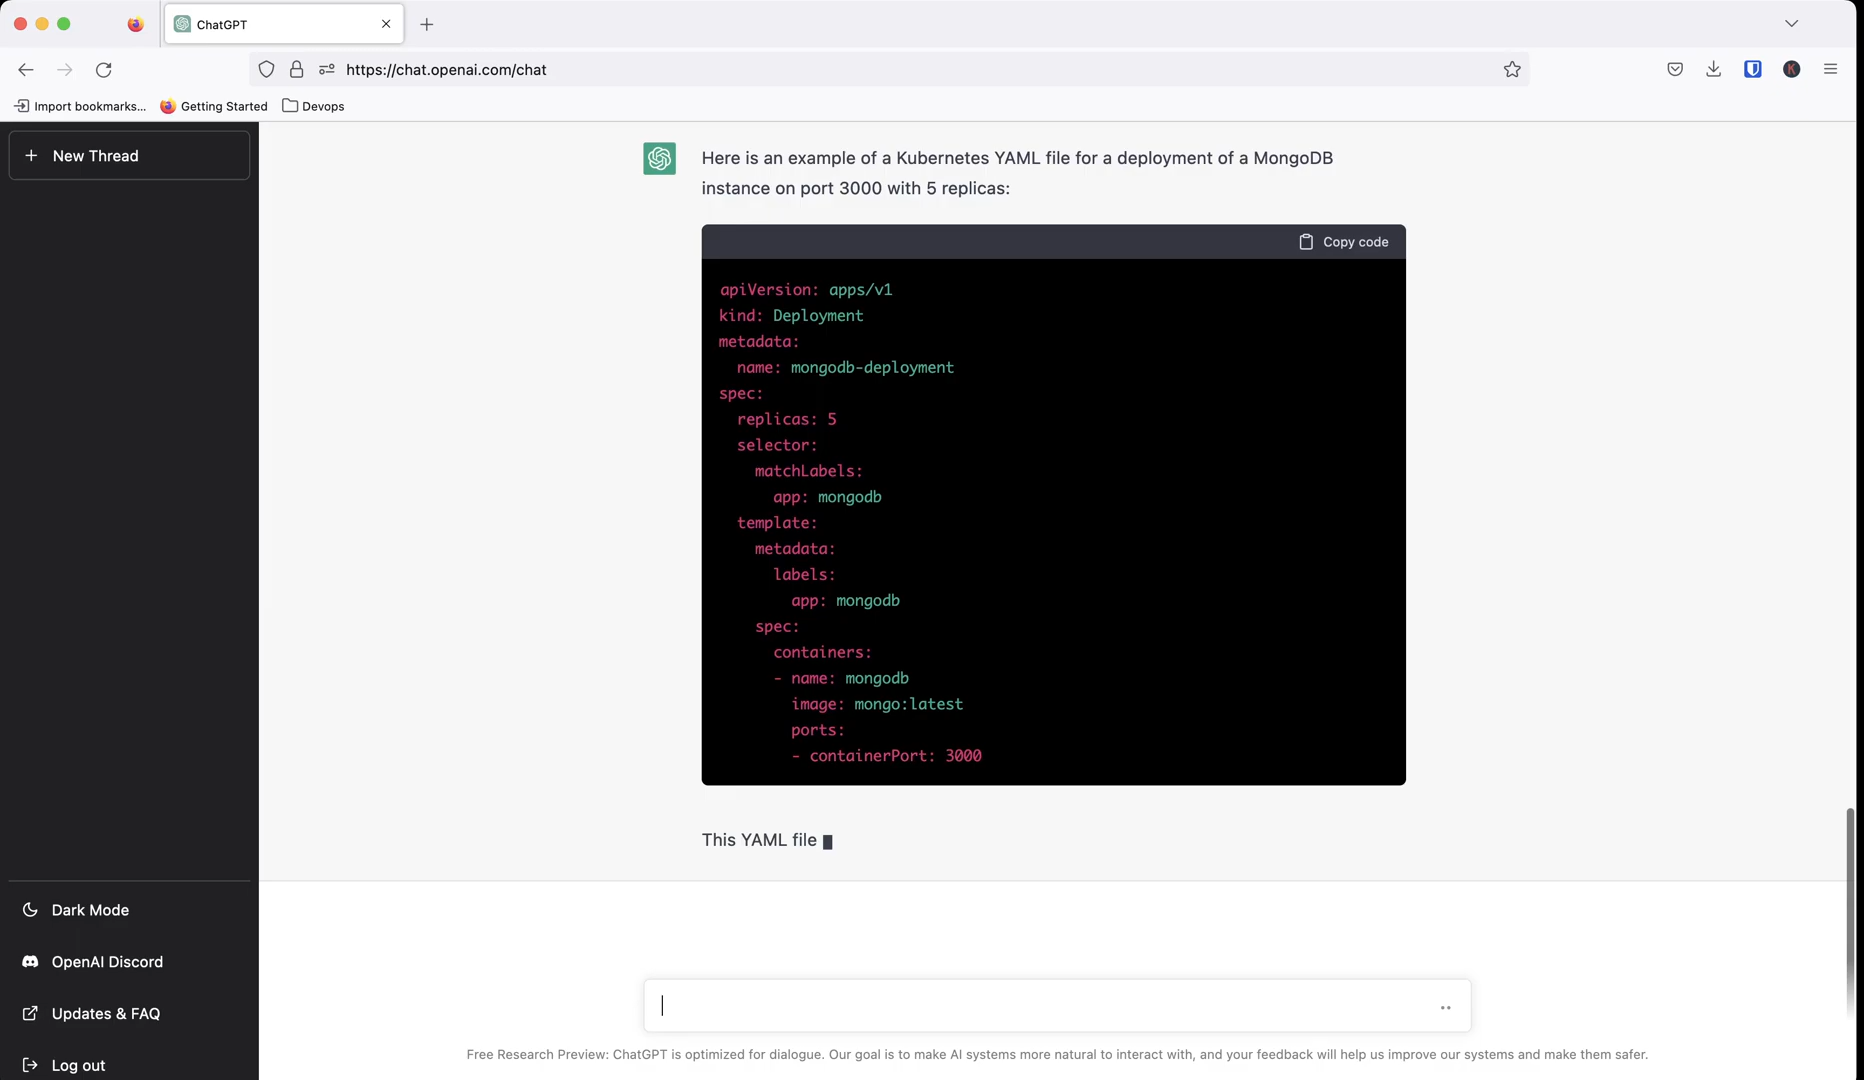 ChatGPT
https://chat.openai.com/chat
K
Import bookmarks... Getting Started Devops
New Thread
Here is an example of a Kubernetes YAML file for a deployment of a MongoDB
instance on port 3000 with 5 replicas:
Copy code
apiVersion: apps/v1
kind: Deployment
metadata:
  name: mongodb-deployment
spec:
  replicas: 5
  selector:
    matchLabels:
      app: mongodb
  template:
    metadata:
      labels:
        app: mongodb
    spec:
      containers:
      - name: mongodb
        image: mongo:latest
        ports:
        - containerPort: 3000
This YAML file
Dark Mode
OpenAI Discord
Updates & FAQ
Log out
Free Research Preview: ChatGPT is optimized for dialogue. Our goal is to make AI systems more natural to interact with, and your feedback will help us improve our systems and make them safer.